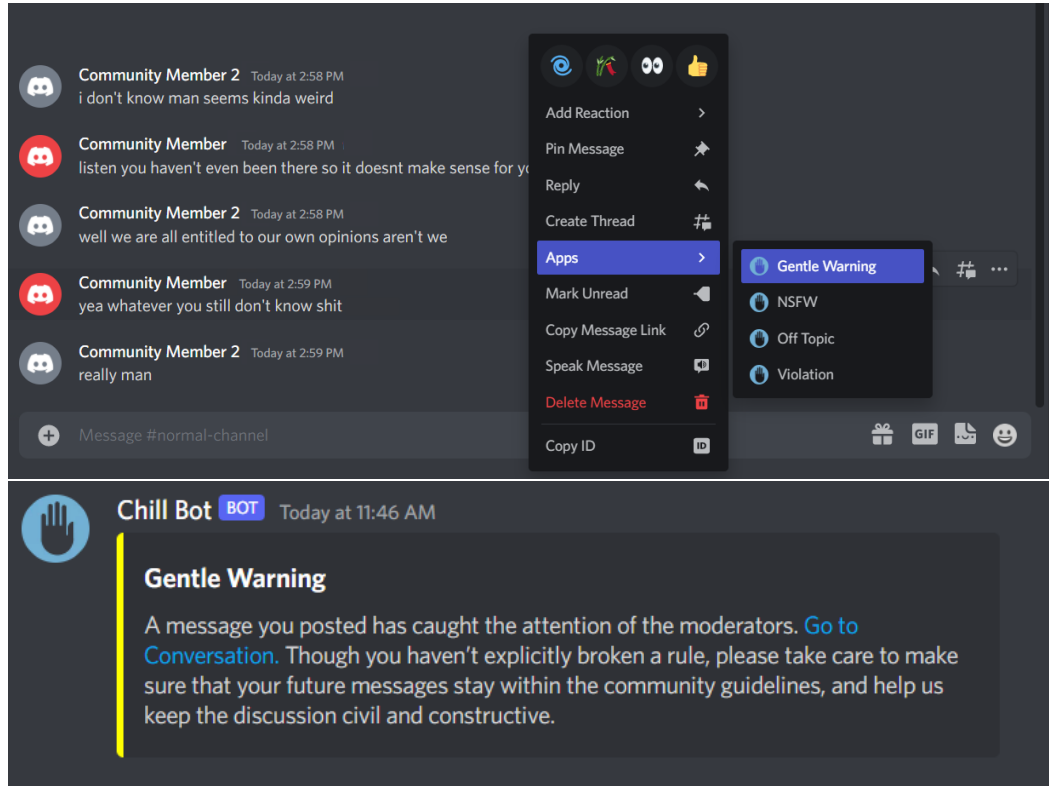 Community Member 2 Today at 2:58 PM
i don't know man seems kinda weird
Community Member Today at 2:58 PM
listen you haven't even been there so it doesnt make sense for
Community Member 2 Today at 2:58 PM
well we are all entitled to our own opinions aren't we
Community Member Today at 2:59 PM
yea whatever you still don't know shit
Community Member 2 Today at 2:59 PM
really man
Message #normal-channel
GIF
Add Reaction
Pin Message
Reply
Create Thread
Apps
Mark Unread
Copy Message Link
Speak Message
Delete Message
Copy ID
ID
Gentle Warning
NSFW
Off Topic
Violation
Chill Bot BOT Today at 11:46 AM
Gentle Warning
A message you posted has caught the attention of the moderators. Go to
Conversation. Though you haven't explicitly broken a rule, please take care to make
sure that your future messages stay within the community guidelines, and help us
keep the discussion civil and constructive.